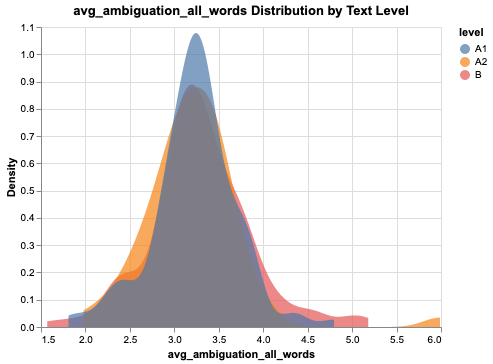 avg_ambiguation_all_words Distribution by Text Level
level
A1
A2
B
Density
1.1
1.0
0.9
0.8
0.7
0.6
0.5
0.4
0.3
0.2
0.1
0.0
1.5 2.0 2.5 3.0 3.5 4.0 4.5 5.0 5.5 6.0
avg_ambiguation_all_words